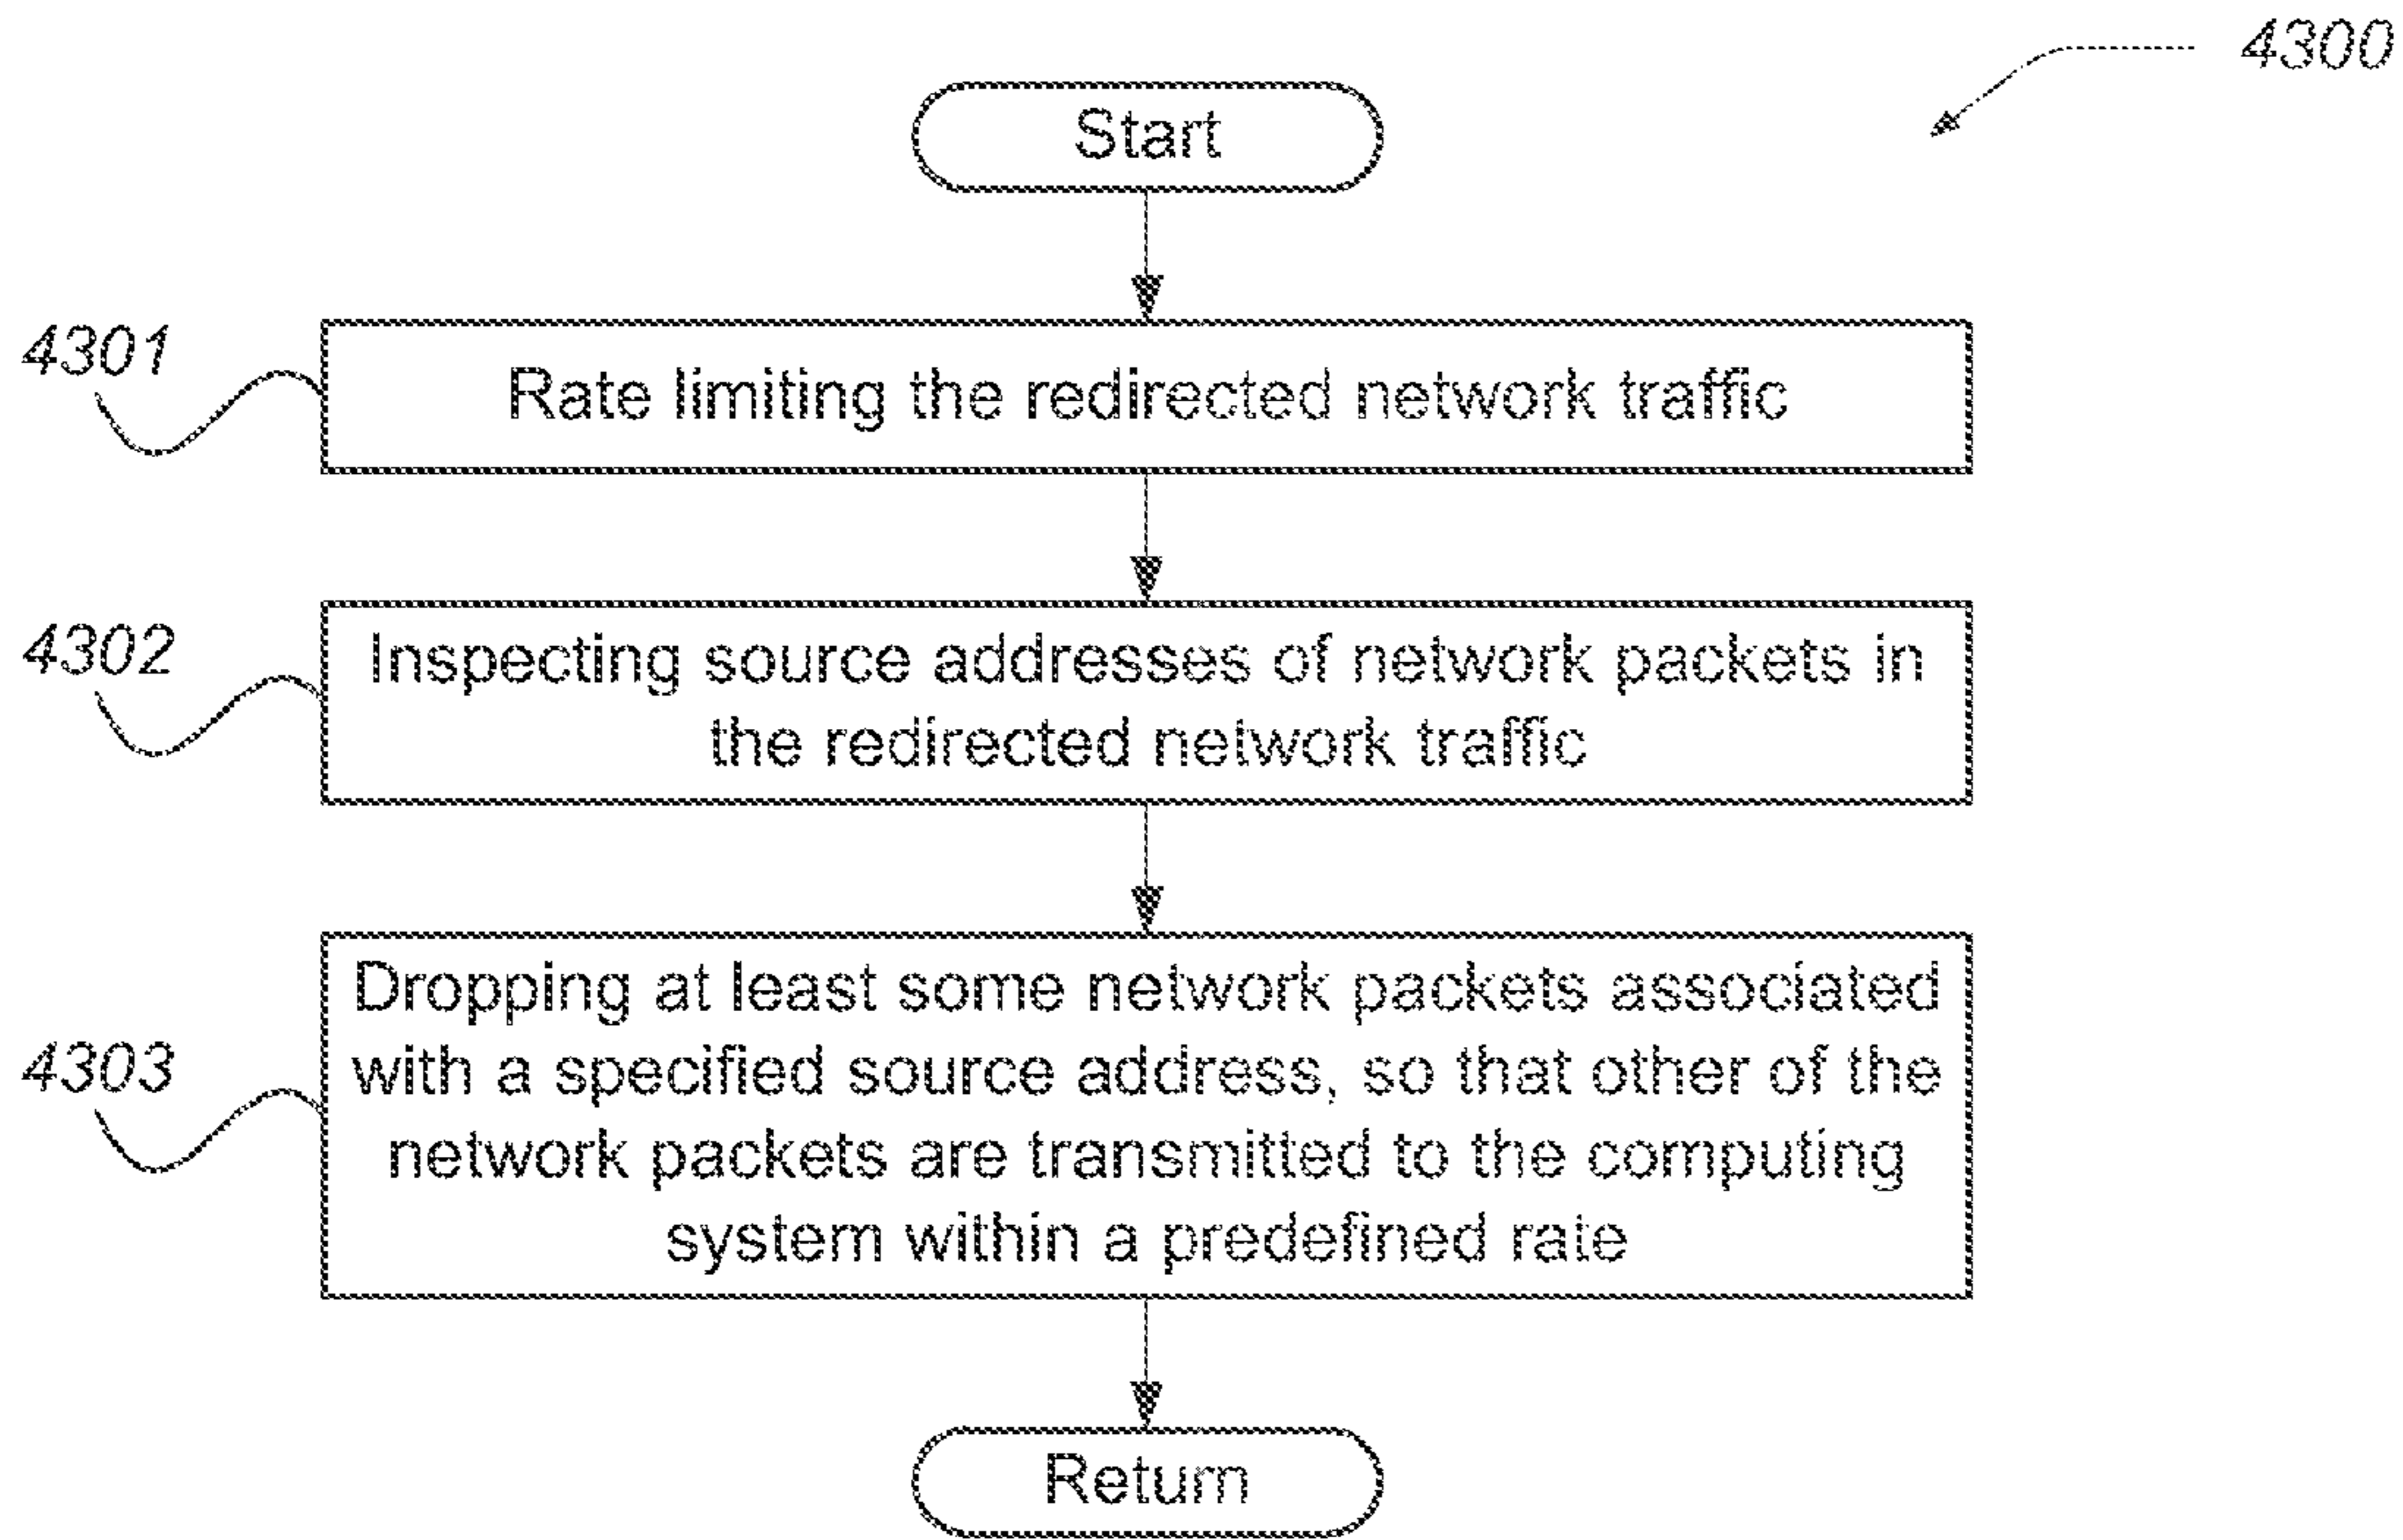 4300
Start
4301
Rate limiting the redirected network traffic
4302
Inspecting source addresses of network packets in
the redirected network traffic
4303
Dropping at least some network packets associated
with a specified source address, so that other of the
network packets are transmitted to the computing
system within a predefined rate
Return